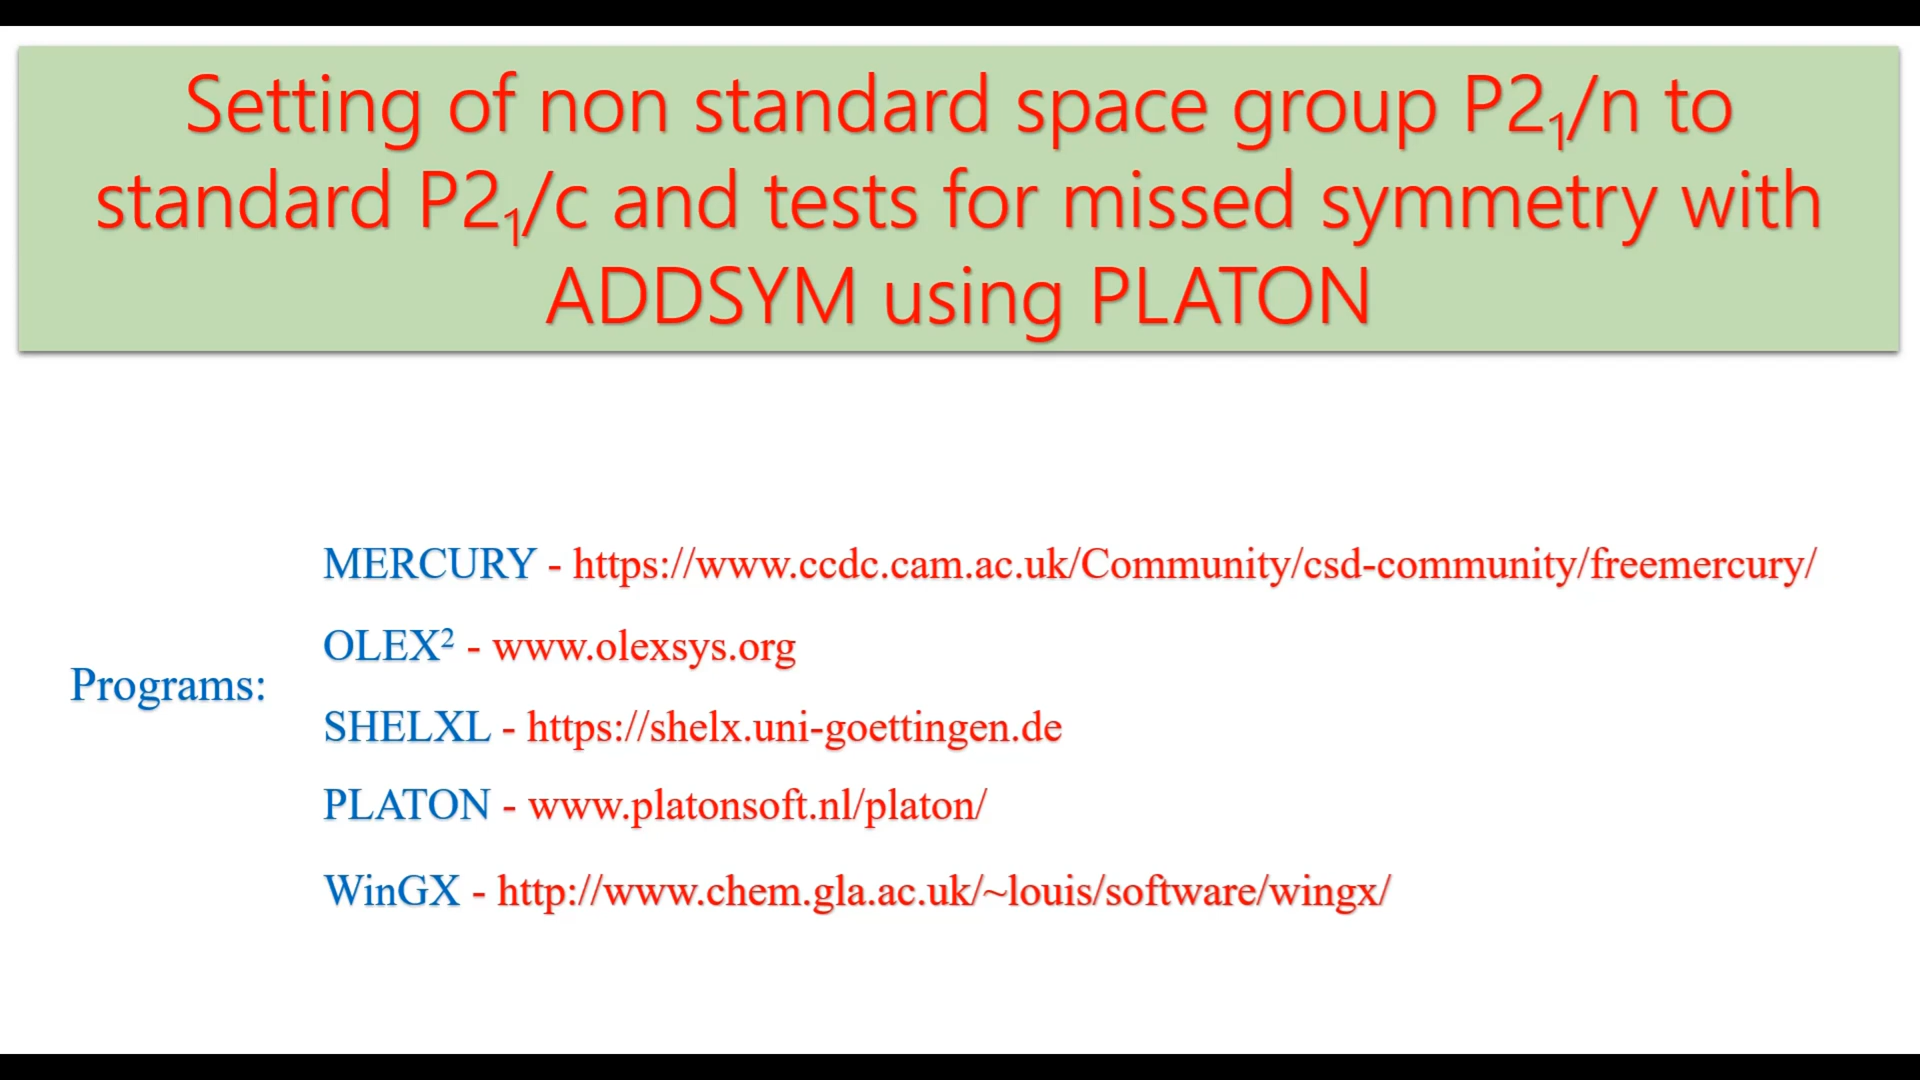 Setting of non standard space group P2₁/n to
standard P2₁/c and tests for missed symmetry with
ADDSYM using PLATON
Programs:
MERCURY - https://www.ccdc.cam.ac.uk/Community/csd-community/freemercury/
OLEX² - www.olexsys.org
SHELXL - https://shelx.uni-goettingen.de
PLATON - www.platonsoft.nl/platon/
WinGX - http://www.chem.gla.ac.uk/~louis/software/wingx/